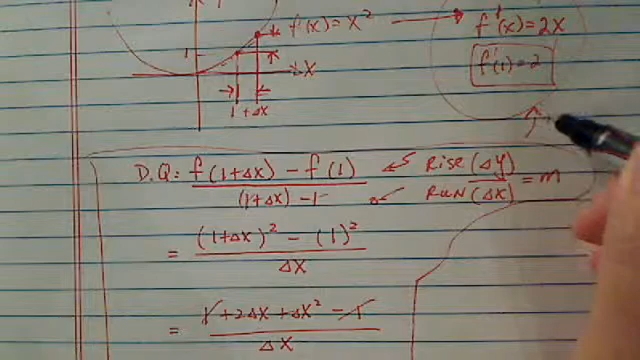 f(x) = x²
f'(x) = 2x
f'(1) = 2
1
x
1 1+Δx
D.Q: f(1+Δx) - f(1) / (1+Δx) - 1
Rise (Δy) / Run (Δx) = m
= (1+Δx)² - (1)² / Δx
= 1 + 2Δx + Δx² - 1 / Δx